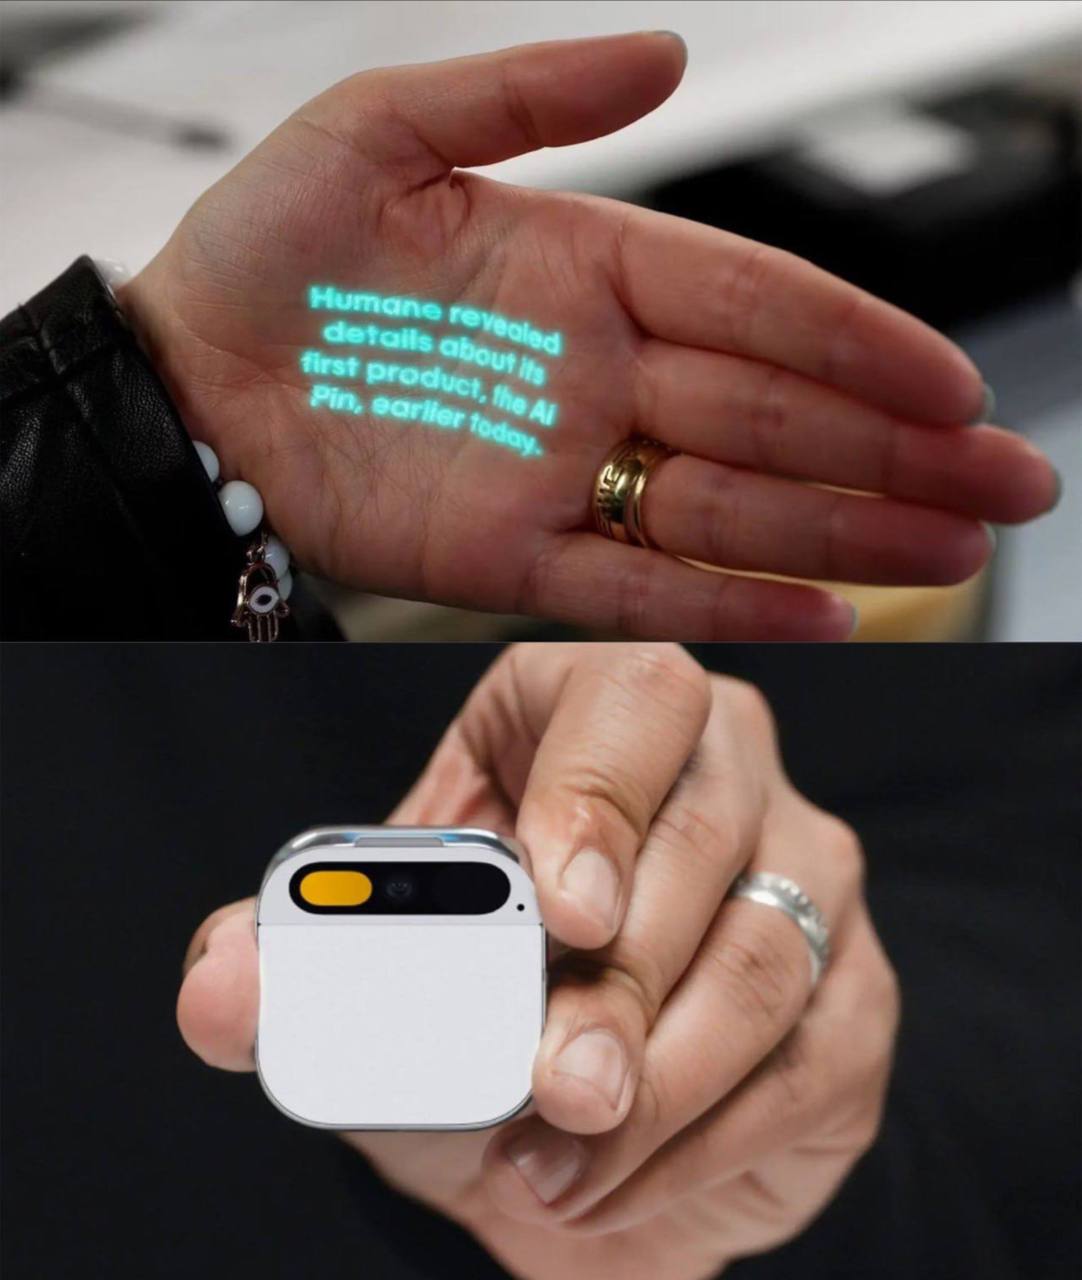 Humane revealed
details about its
first product, the Ai
Pin, earlier today.